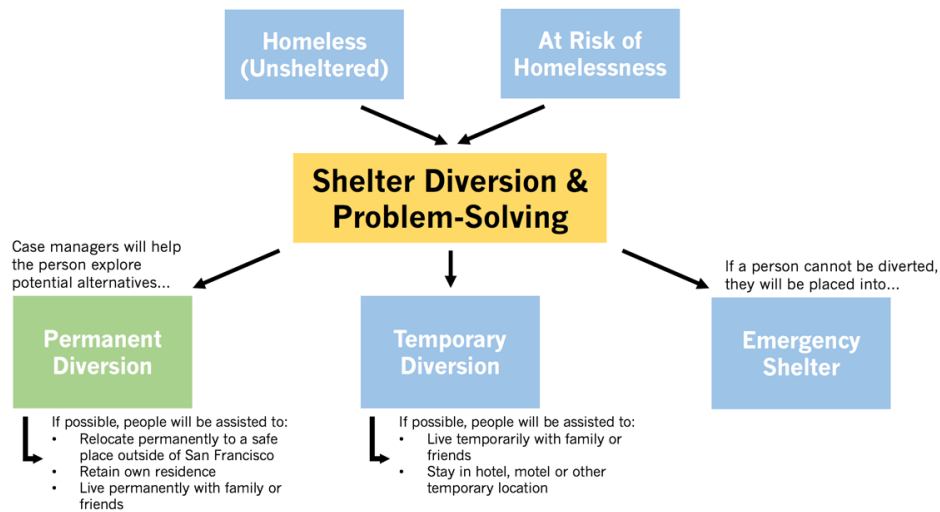 Homeless
(Unsheltered)
At Risk of
Homelessness
Shelter Diversion &
Problem-Solving
Case managers will help
the person explore
potential alternatives...
If a person cannot be diverted,
they will be placed into...
Permanent
Diversion
Temporary
Diversion
Emergency
Shelter
If possible, people will be assisted to:
• Relocate permanently to a safe
place outside of San Francisco
• Retain own residence
• Live permanently with family or
friends
If possible, people will be assisted to:
• Live temporarily with family or
friends
• Stay in hotel, motel or other
temporary location